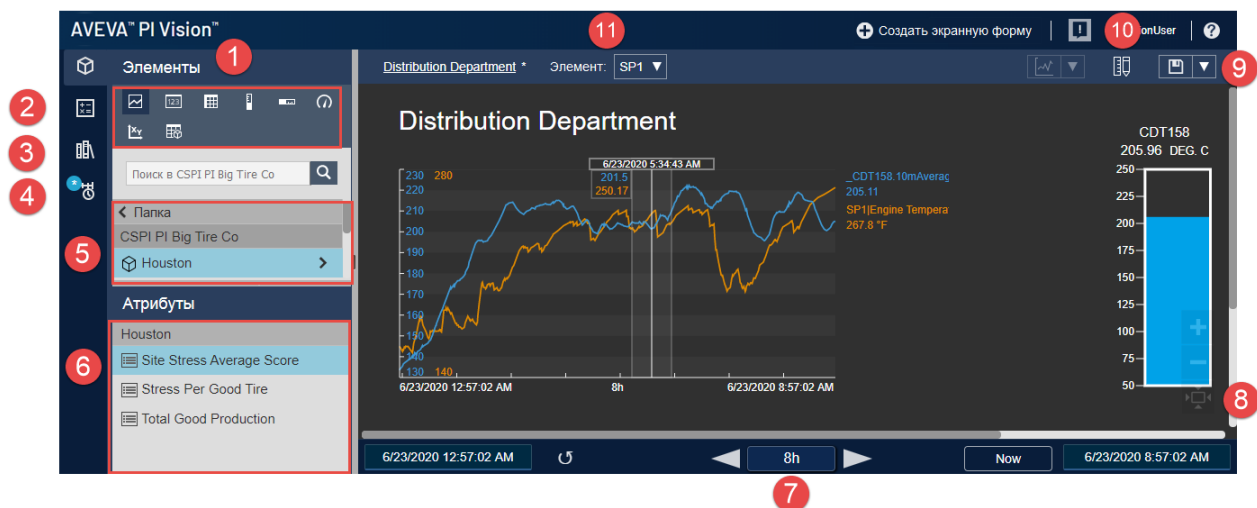 AVEVA™ PI Vision™
11
Создать экранную форму
10
onUser
1
Элементы
Distribution Department *
Элемент: SP1
9
2
123
XY
3
Поиск в CSPI PI Big Tire Co
4
Папка
CSPI PI Big Tire Co
5
Houston
Атрибуты
Houston
6
Site Stress Average Score
Stress Per Good Tire
Total Good Production
Distribution Department
6/23/2020 5:34:43 AM
201.5
250.17
230 280
220
210
200
190
180
170
160
150
140
130 140
6/23/2020 12:57:02 AM 8h 6/23/2020 8:57:02 AM
_CDT158.10mAverag
205.11
SP1|Engine Tempera
267.8 °F
CDT158
205.96 DEG. C
250
225
200
175
150
125
100
75
50
8
6/23/2020 12:57:02 AM
8h
Now
6/23/2020 8:57:02 AM
7